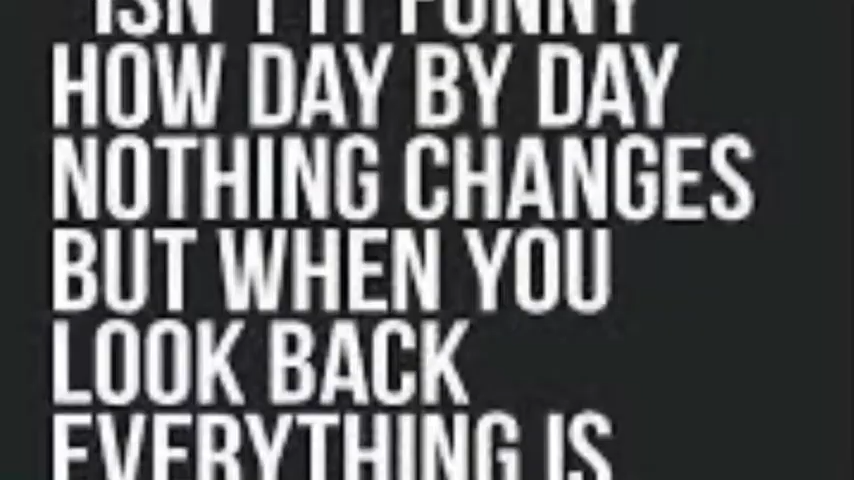 ISN'T IT FUNNY
HOW DAY BY DAY
NOTHING CHANGES
BUT WHEN YOU
LOOK BACK
EVERYTHING IS